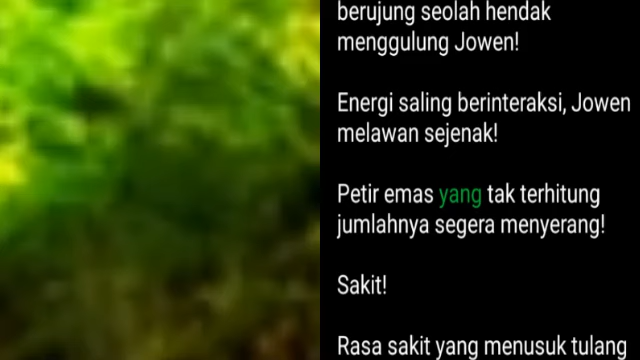 berujung seolah hendak
menggulung Jowen!
Energi saling berinteraksi, Jowen
melawan sejenak!
Petir emas yang tak terhitung
jumlahnya segera menyerang!
Sakit!
Rasa sakit yang menusuk tulang